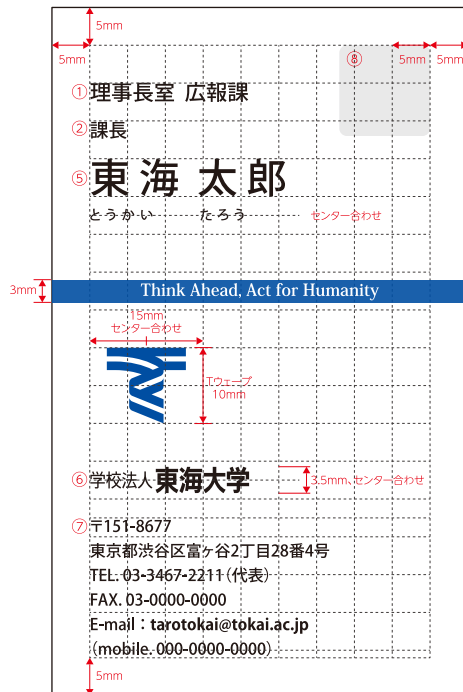 5mm
5mm
⑧
5mm
5mm
① 理事長室 広報課
② 課長
⑤ 東海 太郎
とうかい たろう センター合わせ
3mm
Think Ahead, Act for Humanity
15mm
センター合わせ
Tウェーブ
10mm
⑥ 学校法人 東海大学
3.5mm、センター合わせ
⑦ 〒151-8677
東京都渋谷区富ヶ谷2丁目28番4号
TEL. 03-3467-2211(代表)
FAX. 03-0000-0000
E-mail：tarotokai@tokai.ac.jp
(mobile. 000-0000-0000)
5mm